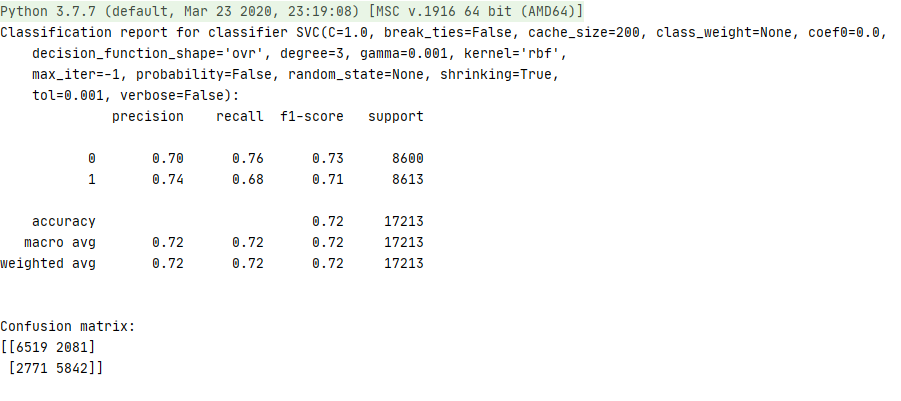 Python 3.7.7 (default, Mar 23 2020, 23:19:08) [MSC v.1916 64 bit (AMD64)]
Classification report for classifier SVC(C=1.0, break_ties=False, cache_size=200, class_weight=None, coef0=0.0,
    decision_function_shape='ovr', degree=3, gamma=0.001, kernel='rbf',
    max_iter=-1, probability=False, random_state=None, shrinking=True,
    tol=0.001, verbose=False):
              precision    recall  f1-score   support
           0       0.70      0.76      0.73      8600
           1       0.74      0.68      0.71      8613
    accuracy                           0.72     17213
   macro avg       0.72      0.72      0.72     17213
weighted avg       0.72      0.72      0.72     17213
Confusion matrix:
[[6519 2081]
 [2771 5842]]